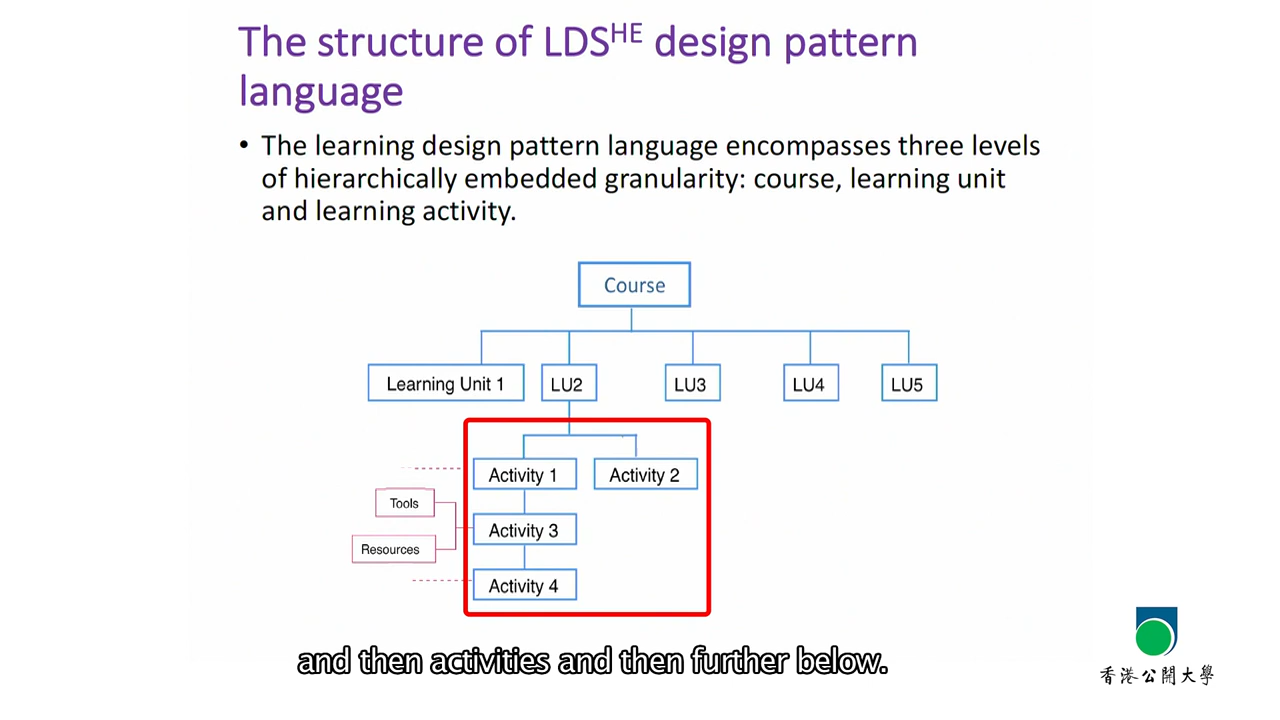 The structure of LDSHE design pattern
language
• The learning design pattern language encompasses three levels
of hierarchically embedded granularity: course, learning unit
and learning activity.
Course
Learning Unit 1
LU2
LU3
LU4
LU5
Activity 1
Activity 2
Tools
Activity 3
Resources
Activity 4
and then activities and then further below.
香港公開大學